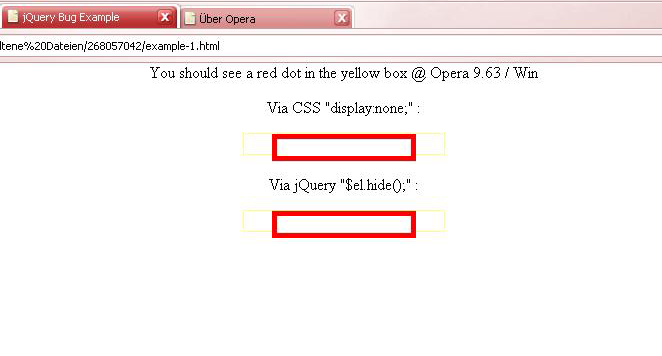 jQuery Bug Example
Über Opera
ltene%20Dateien/268057042/example-1.html
You should see a red dot in the yellow box @ Opera 9.63 / Win
Via CSS "display:none;" :
Via jQuery "$el.hide();" :